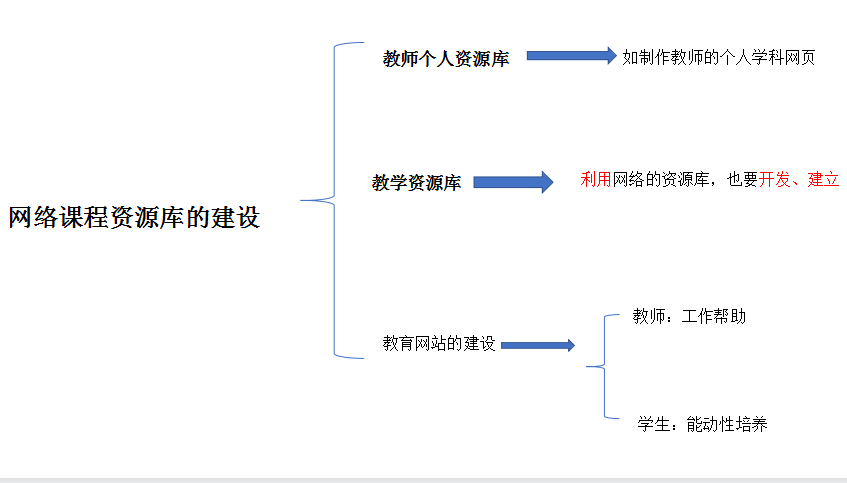 教师个人资源库
如制作教师的个人学科网页
教学资源库
利用网络的资源库，也要开发、建立
网络课程资源库的建设
教师：工作帮助
教育网站的建设
学生：能动性培养